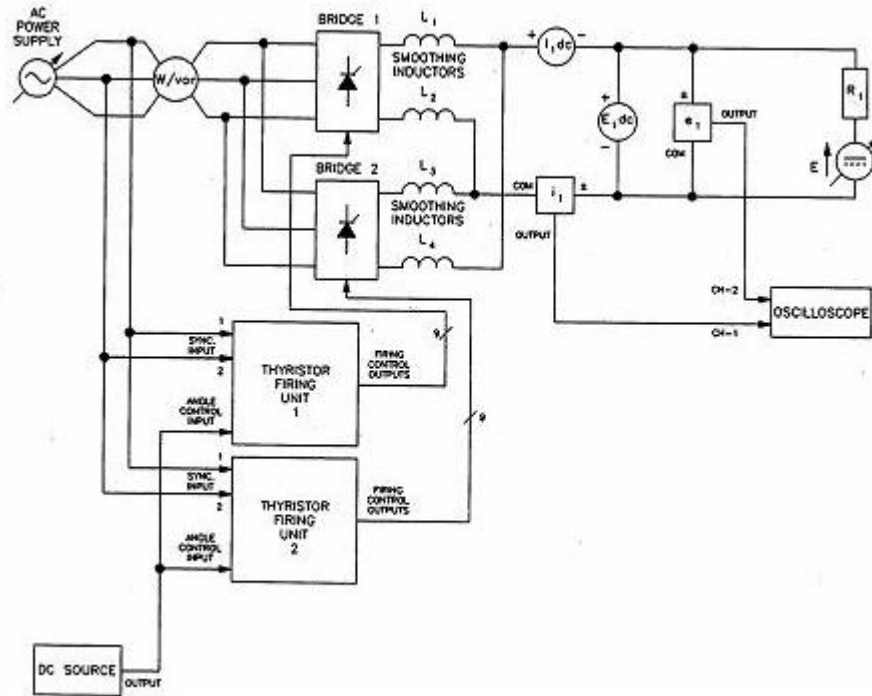 AC
POWER
SUPPLY
W/var
BRIDGE 1
L1
SMOOTHING
INDUCTORS
L2
BRIDGE 2
L3
SMOOTHING
INDUCTORS
L4
+ I1dc -
+
E1dc
-
±
e1
COM
OUTPUT
R1
E
COM
i1
±
OUTPUT
CH-2
CH-1
OSCILLOSCOPE
1
SYNC.
INPUT
2
ANGLE
CONTROL
INPUT
THYRISTOR
FIRING
UNIT
1
FIRING
CONTROL
OUTPUTS
9
1
SYNC.
INPUT
2
ANGLE
CONTROL
INPUT
THYRISTOR
FIRING
UNIT
2
FIRING
CONTROL
OUTPUTS
9
DC SOURCE
OUTPUT